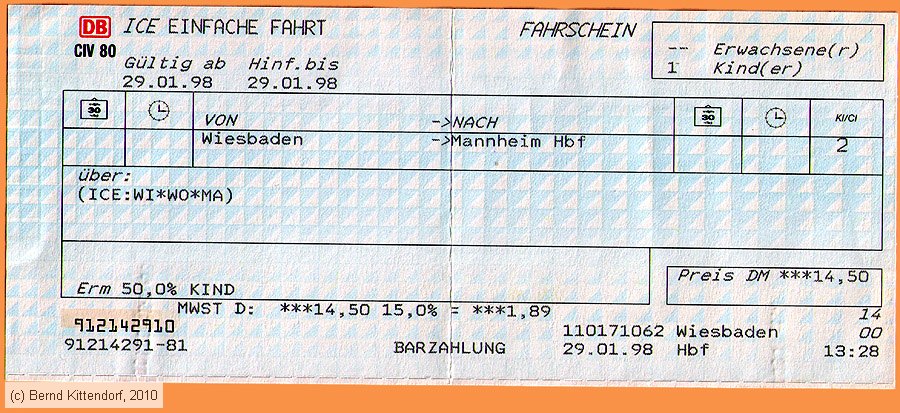 DB ICE EINFACHE FAHRT FAHRSCHEIN
CIV 80
-- Erwachsene(r)
1 Kind(er)
Gültig ab Hinf.bis
29.01.98 29.01.98
30 30 Kl/Cl
VON ->NACH
Wiesbaden ->Mannheim Hbf 2
über:
(ICE:WI*WO*MA)
Preis DM ***14,50
Erm 50,0% KIND
MWST D: ***14,50 15,0% = ***1,89
14
912142910
110171062 Wiesbaden 00
91214291-81 BARZAHLUNG 29.01.98 Hbf 13:28
(c) Bernd Kittendorf, 2010